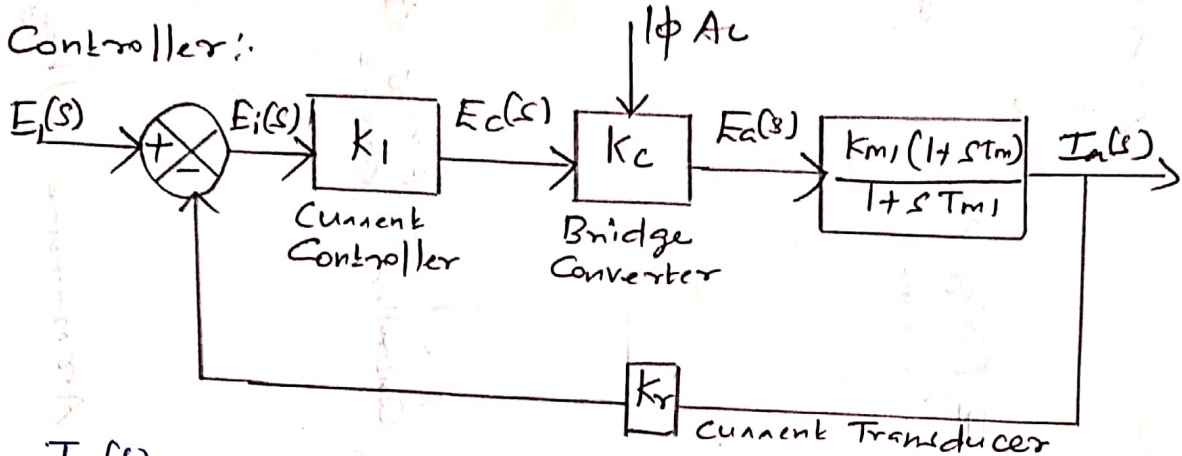 Controller:
1φ Ac
E₁(S)
+
-
Ei(S)
K1
Ec(S)
Kc
Ea(s)
Km1(1+STm)
1+STm1
Ia(s)
Current
Controller
Bridge
Converter
Kr
Current Transducer